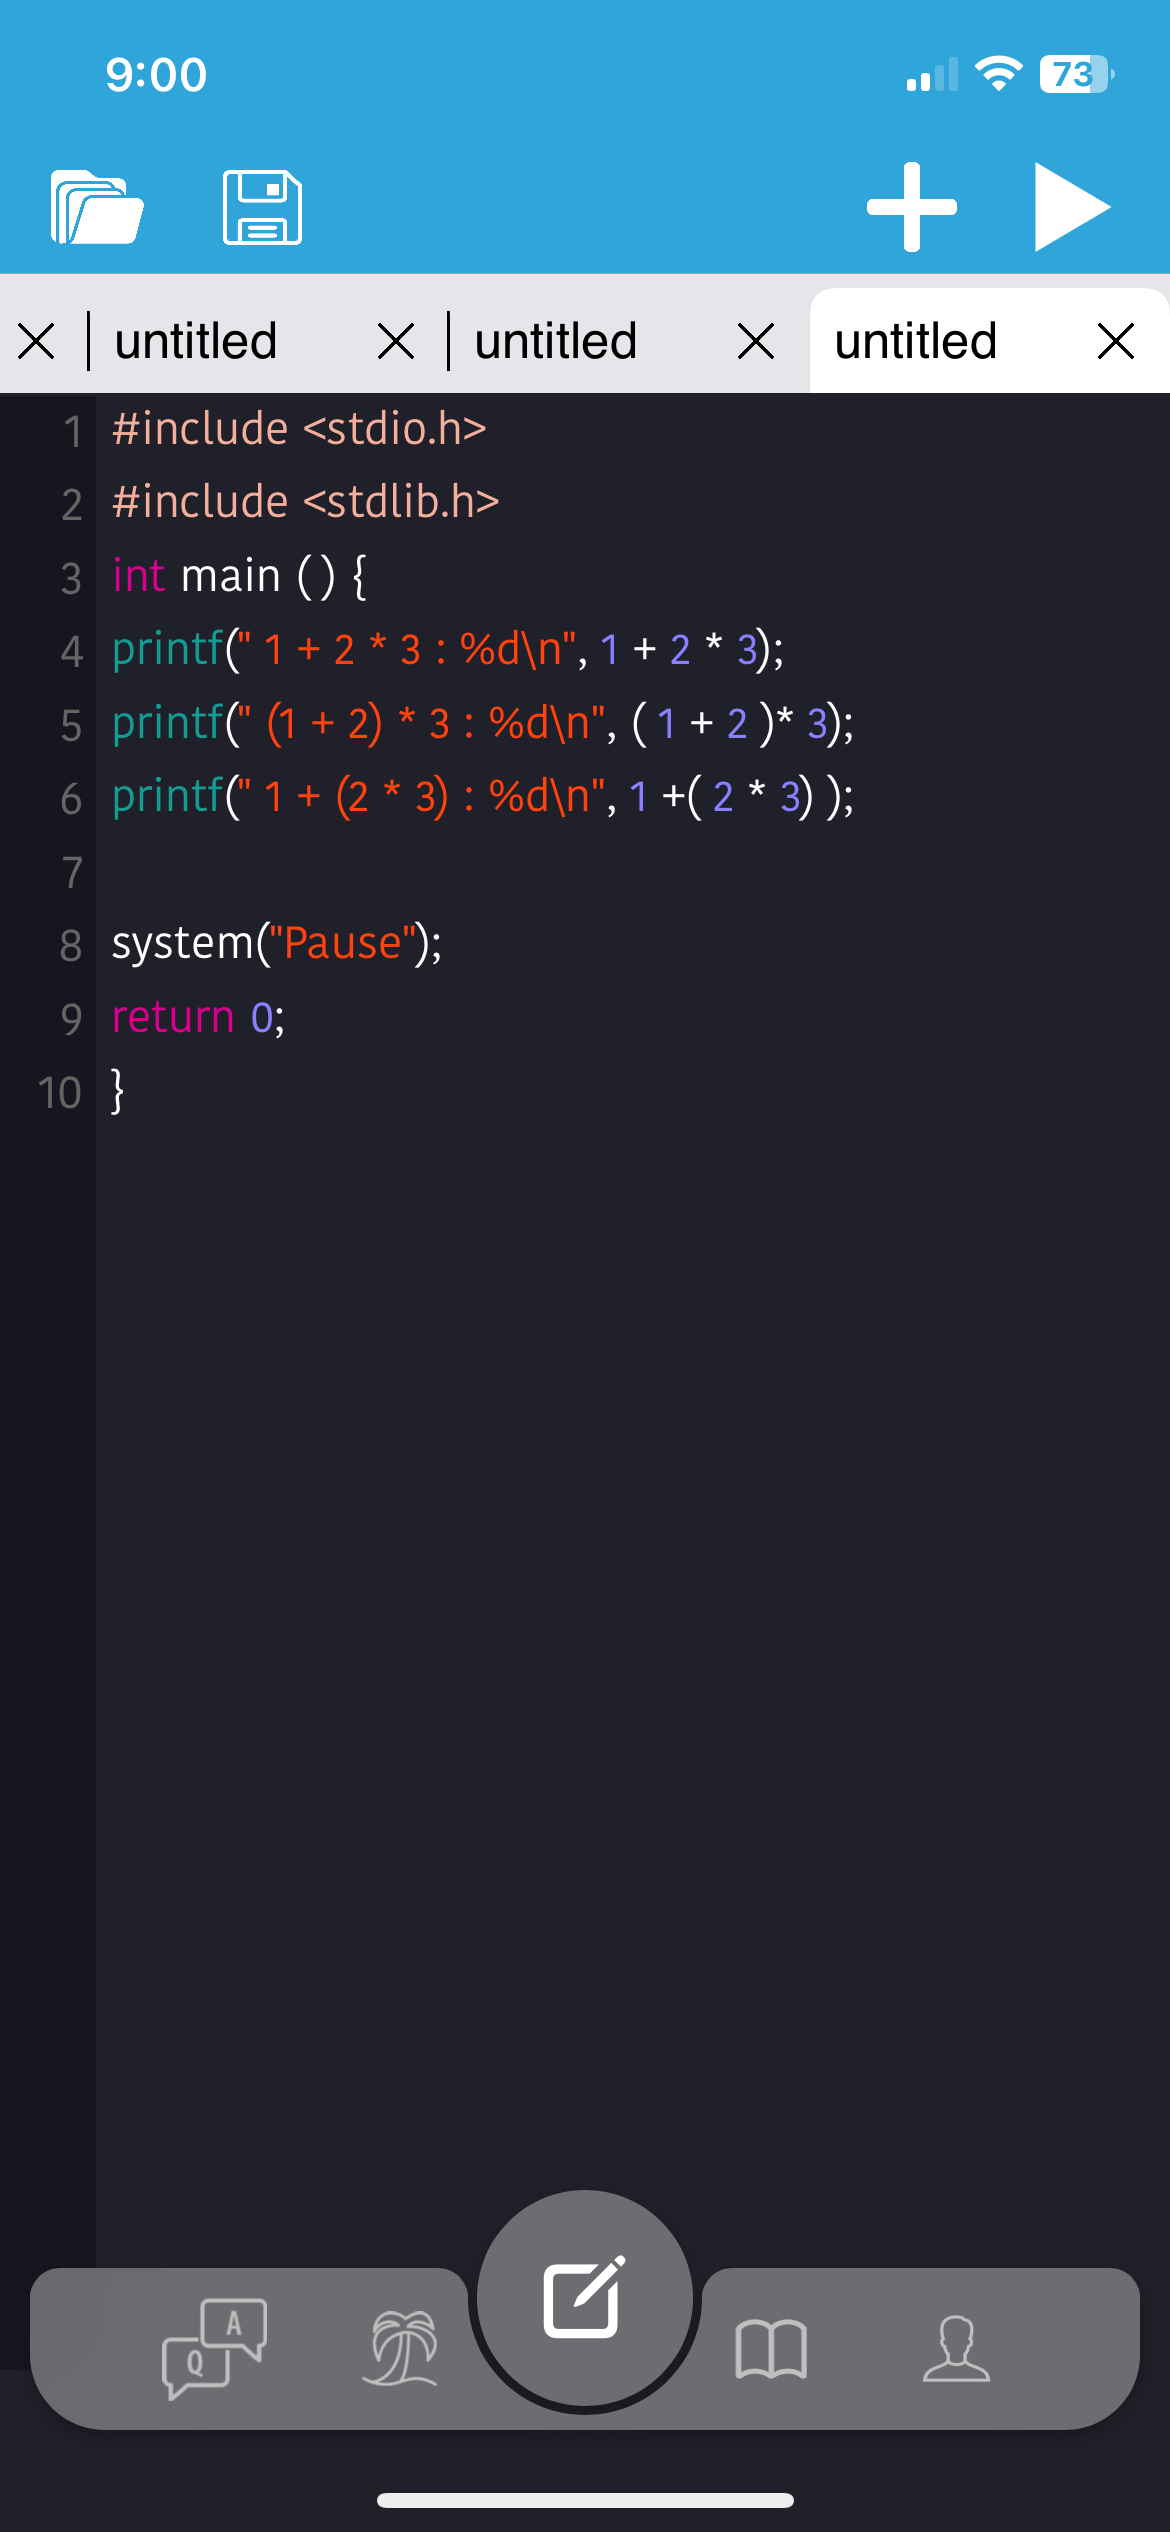 9:00
73
untitled
untitled
untitled
1 #include <stdio.h>
2 #include <stdlib.h>
3 int main () {
4 printf(" 1 + 2 * 3 : %d\n", 1 + 2 * 3);
5 printf(" (1 + 2) * 3 : %d\n", ( 1 + 2 )* 3);
6 printf(" 1 + (2 * 3) : %d\n", 1 +( 2 * 3) );
7
8 system("Pause");
9 return 0;
10 }
A
Q